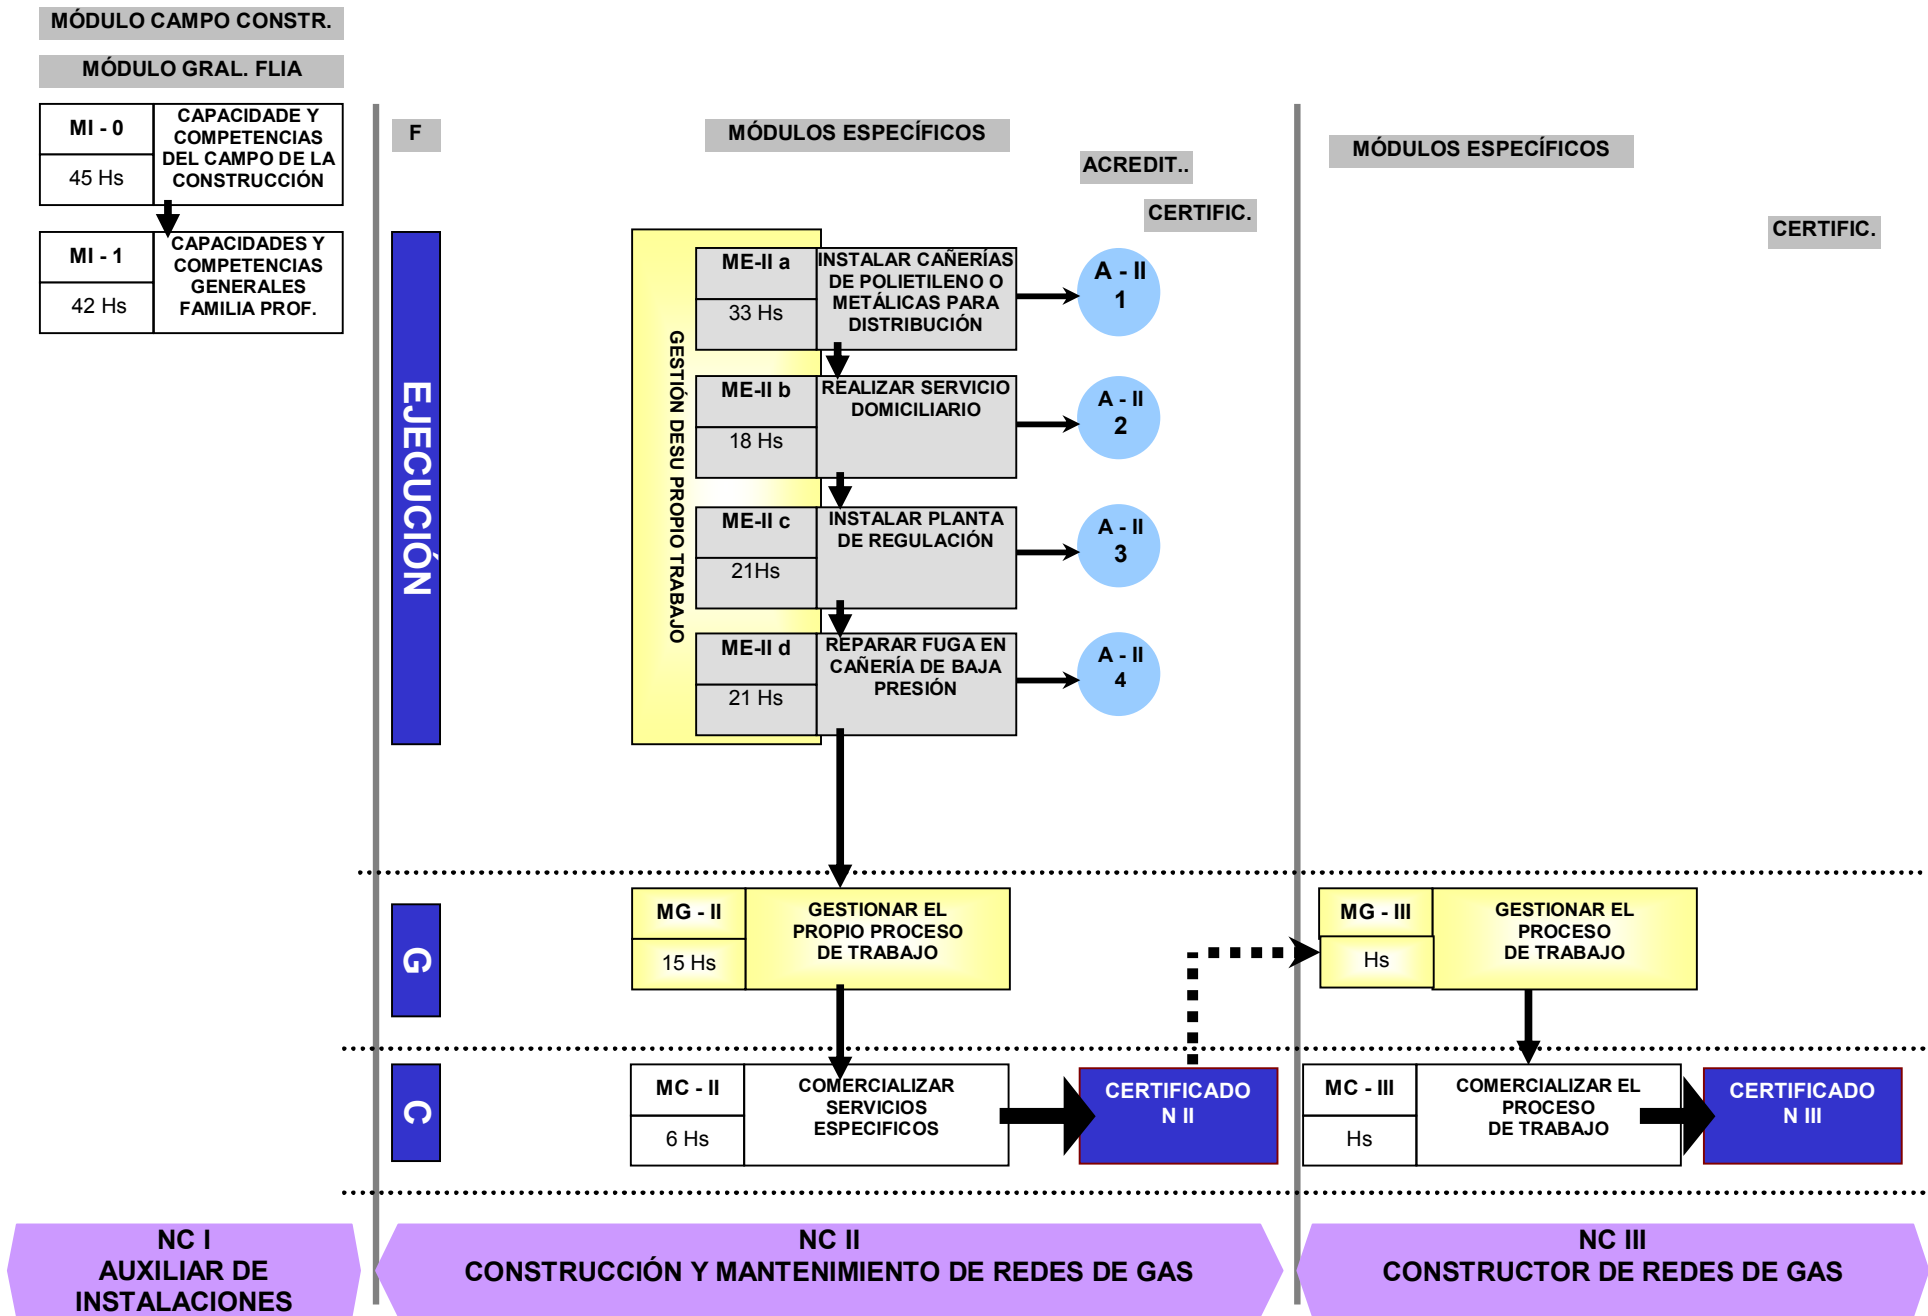 MÓDULO CAMPO CONSTR.
MÓDULO GRAL. FLIA
MI - 0
45 Hs
CAPACIDADE Y
COMPETENCIAS
DEL CAMPO DE LA
CONSTRUCCIÓN
MI - 1
42 Hs
CAPACIDADES Y
COMPETENCIAS
GENERALES
FAMILIA PROF.
F
MÓDULOS ESPECÍFICOS
ACREDIT..
CERTIFIC.
MÓDULOS ESPECÍFICOS
CERTIFIC.
EJECUCIÓN
GESTIÓN DESU PROPIO TRABAJO
ME-II a
33 Hs
INSTALAR CAÑERÍAS
DE POLIETILENO O
METÁLICAS PARA
DISTRIBUCIÓN
A - II
1
ME-II b
18 Hs
REALIZAR SERVICIO
DOMICILIARIO
A - II
2
ME-II c
21Hs
INSTALAR PLANTA
DE REGULACIÓN
A - II
3
ME-II d
21 Hs
REPARAR FUGA EN
CAÑERÍA DE BAJA
PRESIÓN
A - II
4
G
MG - II
15 Hs
GESTIONAR EL
PROPIO PROCESO
DE TRABAJO
MG - III
Hs
GESTIONAR EL
PROCESO
DE TRABAJO
C
MC - II
6 Hs
COMERCIALIZAR
SERVICIOS
ESPECIFICOS
CERTIFICADO
N II
MC - III
Hs
COMERCIALIZAR EL
PROCESO
DE TRABAJO
CERTIFICADO
N III
NC I
AUXILIAR DE
INSTALACIONES
NC II
CONSTRUCCIÓN Y MANTENIMIENTO DE REDES DE GAS
NC III
CONSTRUCTOR DE REDES DE GAS